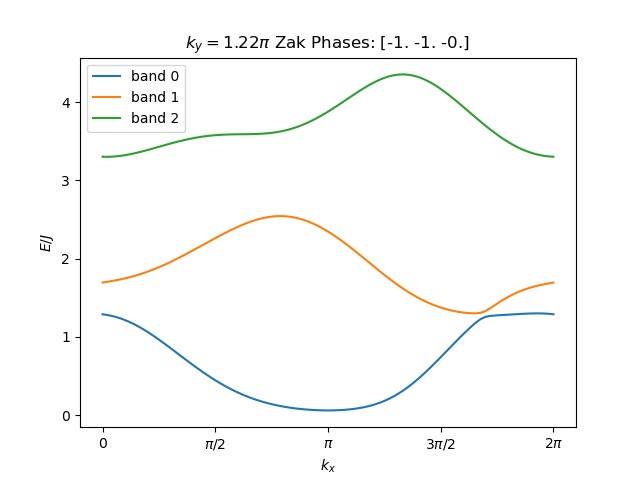 k_y = 1.22π Zak Phases: [-1. -1. -0.]
band 0
band 1
band 2
E/J
4
3
2
1
0
0 π/2 π 3π/2 2π
k_x